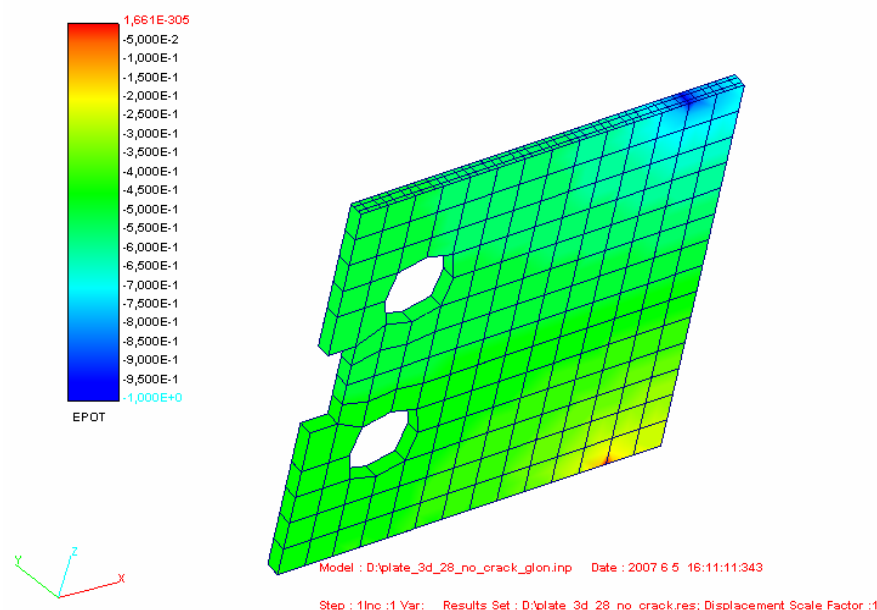 1,661E-305
-5,000E-2
-1,000E-1
-1,500E-1
-2,000E-1
-2,500E-1
-3,000E-1
-3,500E-1
-4,000E-1
-4,500E-1
-5,000E-1
-5,500E-1
-6,000E-1
-6,500E-1
-7,000E-1
-7,500E-1
-8,000E-1
-8,500E-1
-9,000E-1
-9,500E-1
-1,000E+0
EPOT
Y
Z
X
Model : D:\plate_3d_28_no_crack_glon.inp Date : 2007 6 5 16:11:11:343
Step : 1Inc :1 Var: Results Set : D:\plate_3d_28_no_crack.res; Displacement Scale Factor :1